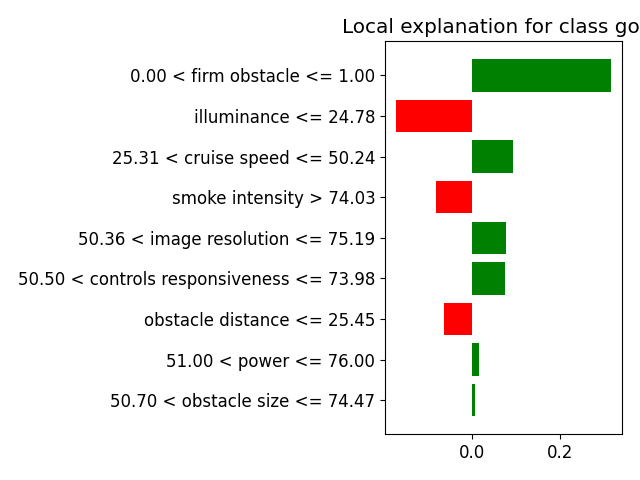 Local explanation for class go
0.00 < firm obstacle <= 1.00
illuminance <= 24.78
25.31 < cruise speed <= 50.24
smoke intensity > 74.03
50.36 < image resolution <= 75.19
50.50 < controls responsiveness <= 73.98
obstacle distance <= 25.45
51.00 < power <= 76.00
50.70 < obstacle size <= 74.47
0.0 0.2